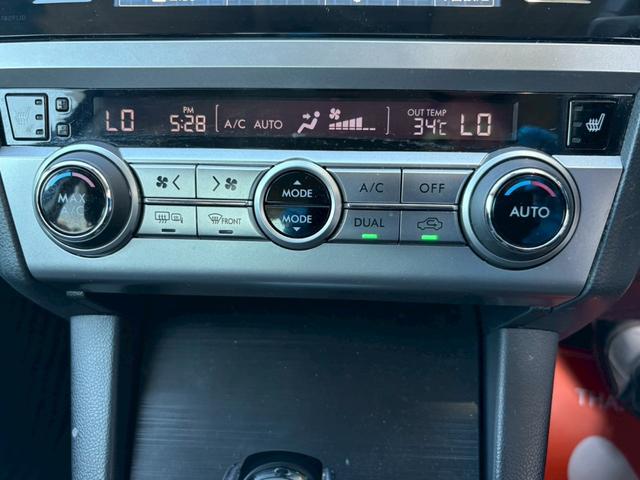 PM
OUT TEMP
LO 5:28 A/C AUTO 34°C LO
MAX A/C
MODE
MODE
A/C
OFF
FRONT
DUAL
AUTO